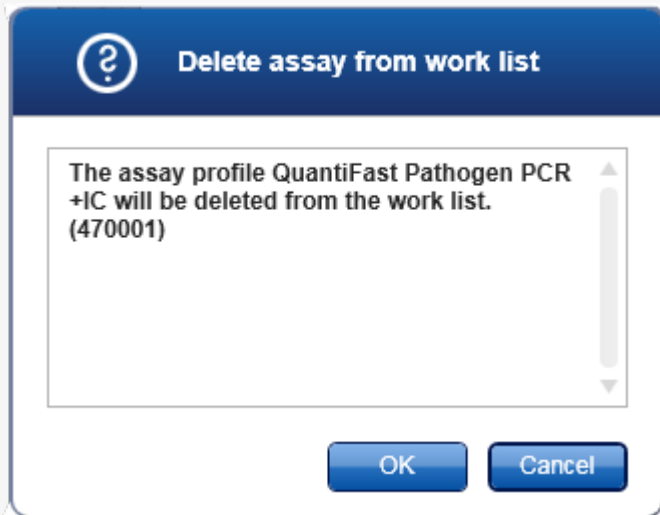 Delete assay from work list
The assay profile QuantiFast Pathogen PCR
+IC will be deleted from the work list.
(470001)
OK
Cancel